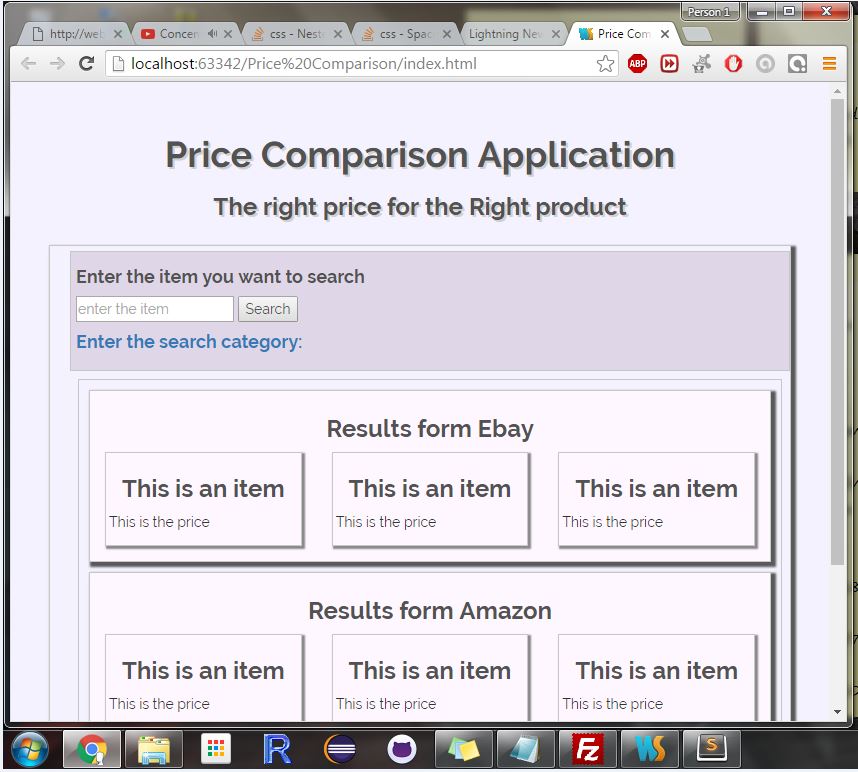 Person 1
http://web
Concen
css - Neste
css - Spac
Lightning New
Price Com
localhost:63342/Price%20Comparison/index.html
ABP
Price Comparison Application
The right price for the Right product
Enter the item you want to search
enter the item Search
Enter the search category:
Results form Ebay
This is an item This is an item This is an item
This is the price This is the price This is the price
Results form Amazon
This is an item This is an item This is an item
This is the price This is the price This is the price
R Fz WS S